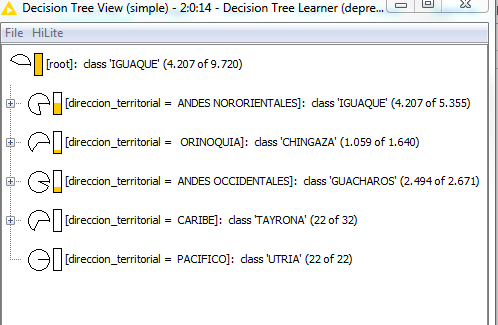 Decision Tree View (simple) - 2:0:14 - Decision Tree Learner (depre...
File HiLite
[root]: class 'IGUAQUE' (4.207 of 9.720)
[direccion_territorial = ANDES NORORIENTALES]: class 'IGUAQUE' (4.207 of 5.355)
[direccion_territorial = ORINOQUIA]: class 'CHINGAZA' (1.059 of 1.640)
[direccion_territorial = ANDES OCCIDENTALES]: class 'GUACHAROS' (2.494 of 2.671)
[direccion_territorial = CARIBE]: class 'TAYRONA' (22 of 32)
[direccion_territorial = PACIFICO]: class 'UTRIA' (22 of 22)